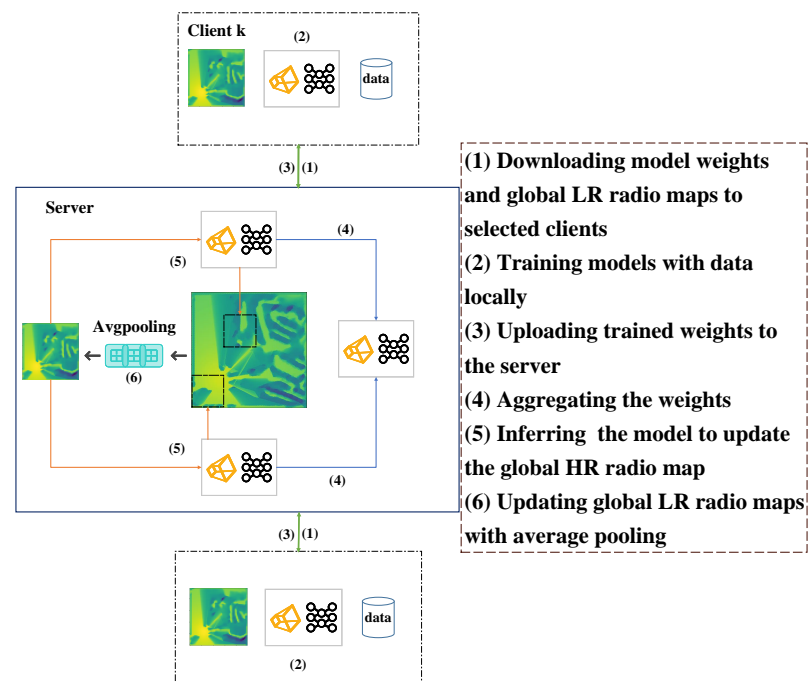 Client k
(2)
data
(3) (1)
Server
(4)
(5)
Avgpooling
(6)
(5)
(4)
(3) (1)
data
(2)
(1) Downloading model weights
and global LR radio maps to
selected clients
(2) Training models with data
locally
(3) Uploading trained weights to
the server
(4) Aggregating the weights
(5) Inferring the model to update
the global HR radio map
(6) Updating global LR radio maps
with average pooling